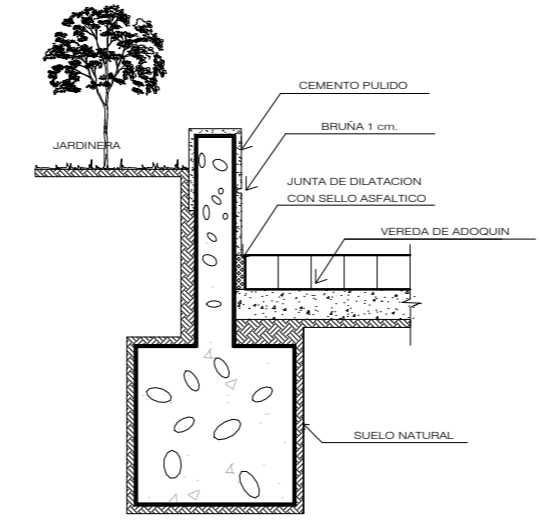 CEMENTO PULIDO
BRUÑA 1 cm.
JARDINERA
JUNTA DE DILATACION
CON SELLO ASFALTICO
VEREDA DE ADOQUIN
SUELO NATURAL